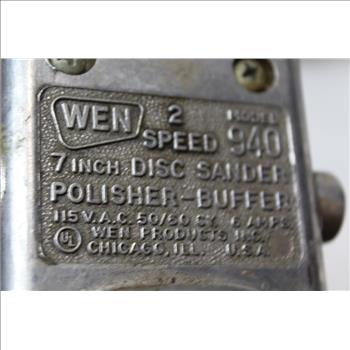 WEN 2 SPEED MODEL 940
7 INCH DISC SANDER
POLISHER-BUFFER
115 V.A.C. 50/60 CY. 6 AMPS.
UL WEN PRODUCTS INC.
CHICAGO, ILL. U.S.A.